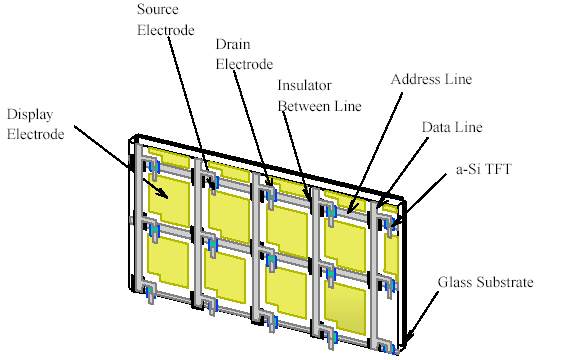 Source
Electrode
Drain
Electrode
Insulator
Between Line
Address Line
Display
Electrode
Data Line
a-Si TFT
Glass Substrate